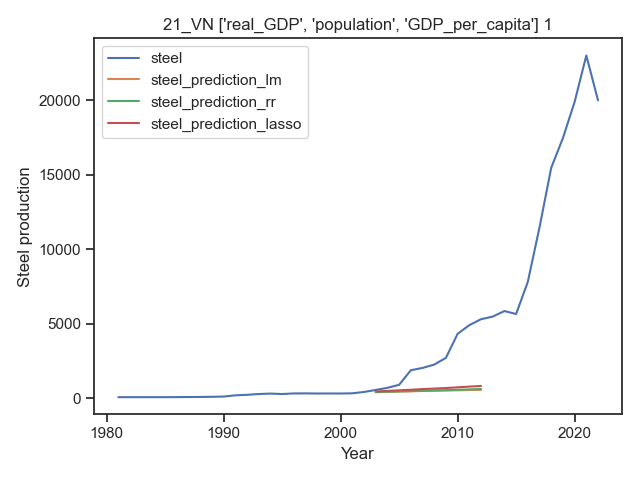 21_VN ['real_GDP', 'population', 'GDP_per_capita'] 1
steel
steel_prediction_lm
steel_prediction_rr
steel_prediction_lasso
Steel production
20000
15000
10000
5000
0
1980
1990
2000
2010
2020
Year